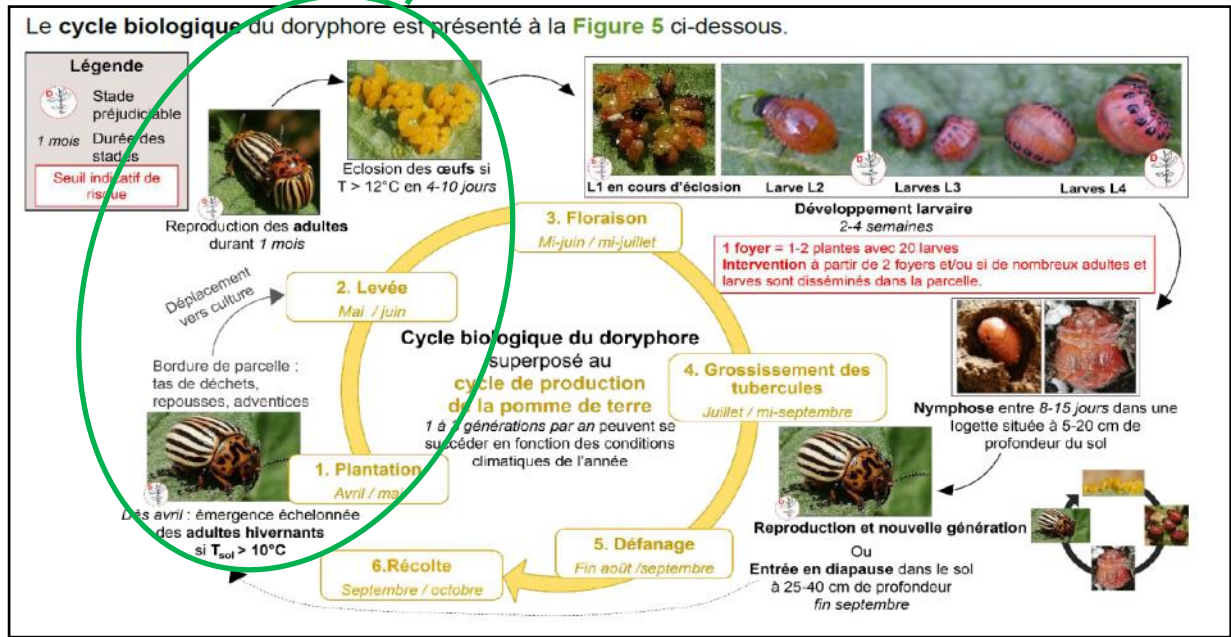 Le cycle biologique du doryphore est présenté à la Figure 5 ci-dessous.
Légende
D
Stade
préjudiciable
1 mois
Durée des
stades
Seuil indicatif de
risque
Reproduction des adultes
durant 1 mois
Eclosion des œufs si
T > 12°C en 4-10 jours
L1 en cours d'éclosion
Larve L2
Larves L3
Larves L4
Développement larvaire
2-4 semaines
1 foyer = 1-2 plantes avec 20 larves
Intervention à partir de 2 foyers et/ou si de nombreux adultes et
larves sont disséminés dans la parcelle.
Nymphose entre 8-15 jours dans une
logette située à 5-20 cm de
profondeur du sol
Reproduction et nouvelle génération
Ou
Entrée en diapause dans le sol
à 25-40 cm de profondeur
fin septembre
Déplacement
vers culture
Bordure de parcelle :
tas de déchets,
repousses, adventices
Dès avril : émergence échelonnée
des adultes hivernants
si Tsol > 10°C
1. Plantation
Avril / mai
2. Levée
Mai / juin
3. Floraison
Mi-juin / mi-juillet
4. Grossissement des
tubercules
Juillet / mi-septembre
5. Défanage
Fin août /septembre
6.Récolte
Septembre / octobre
Cycle biologique du doryphore
superposé au
cycle de production
de la pomme de terre
1 à 3 générations par an peuvent se
succéder en fonction des conditions
climatiques de l'année